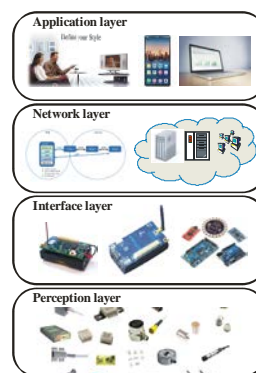 Application layer
Define your Style
Network layer
Interface layer
Perception layer